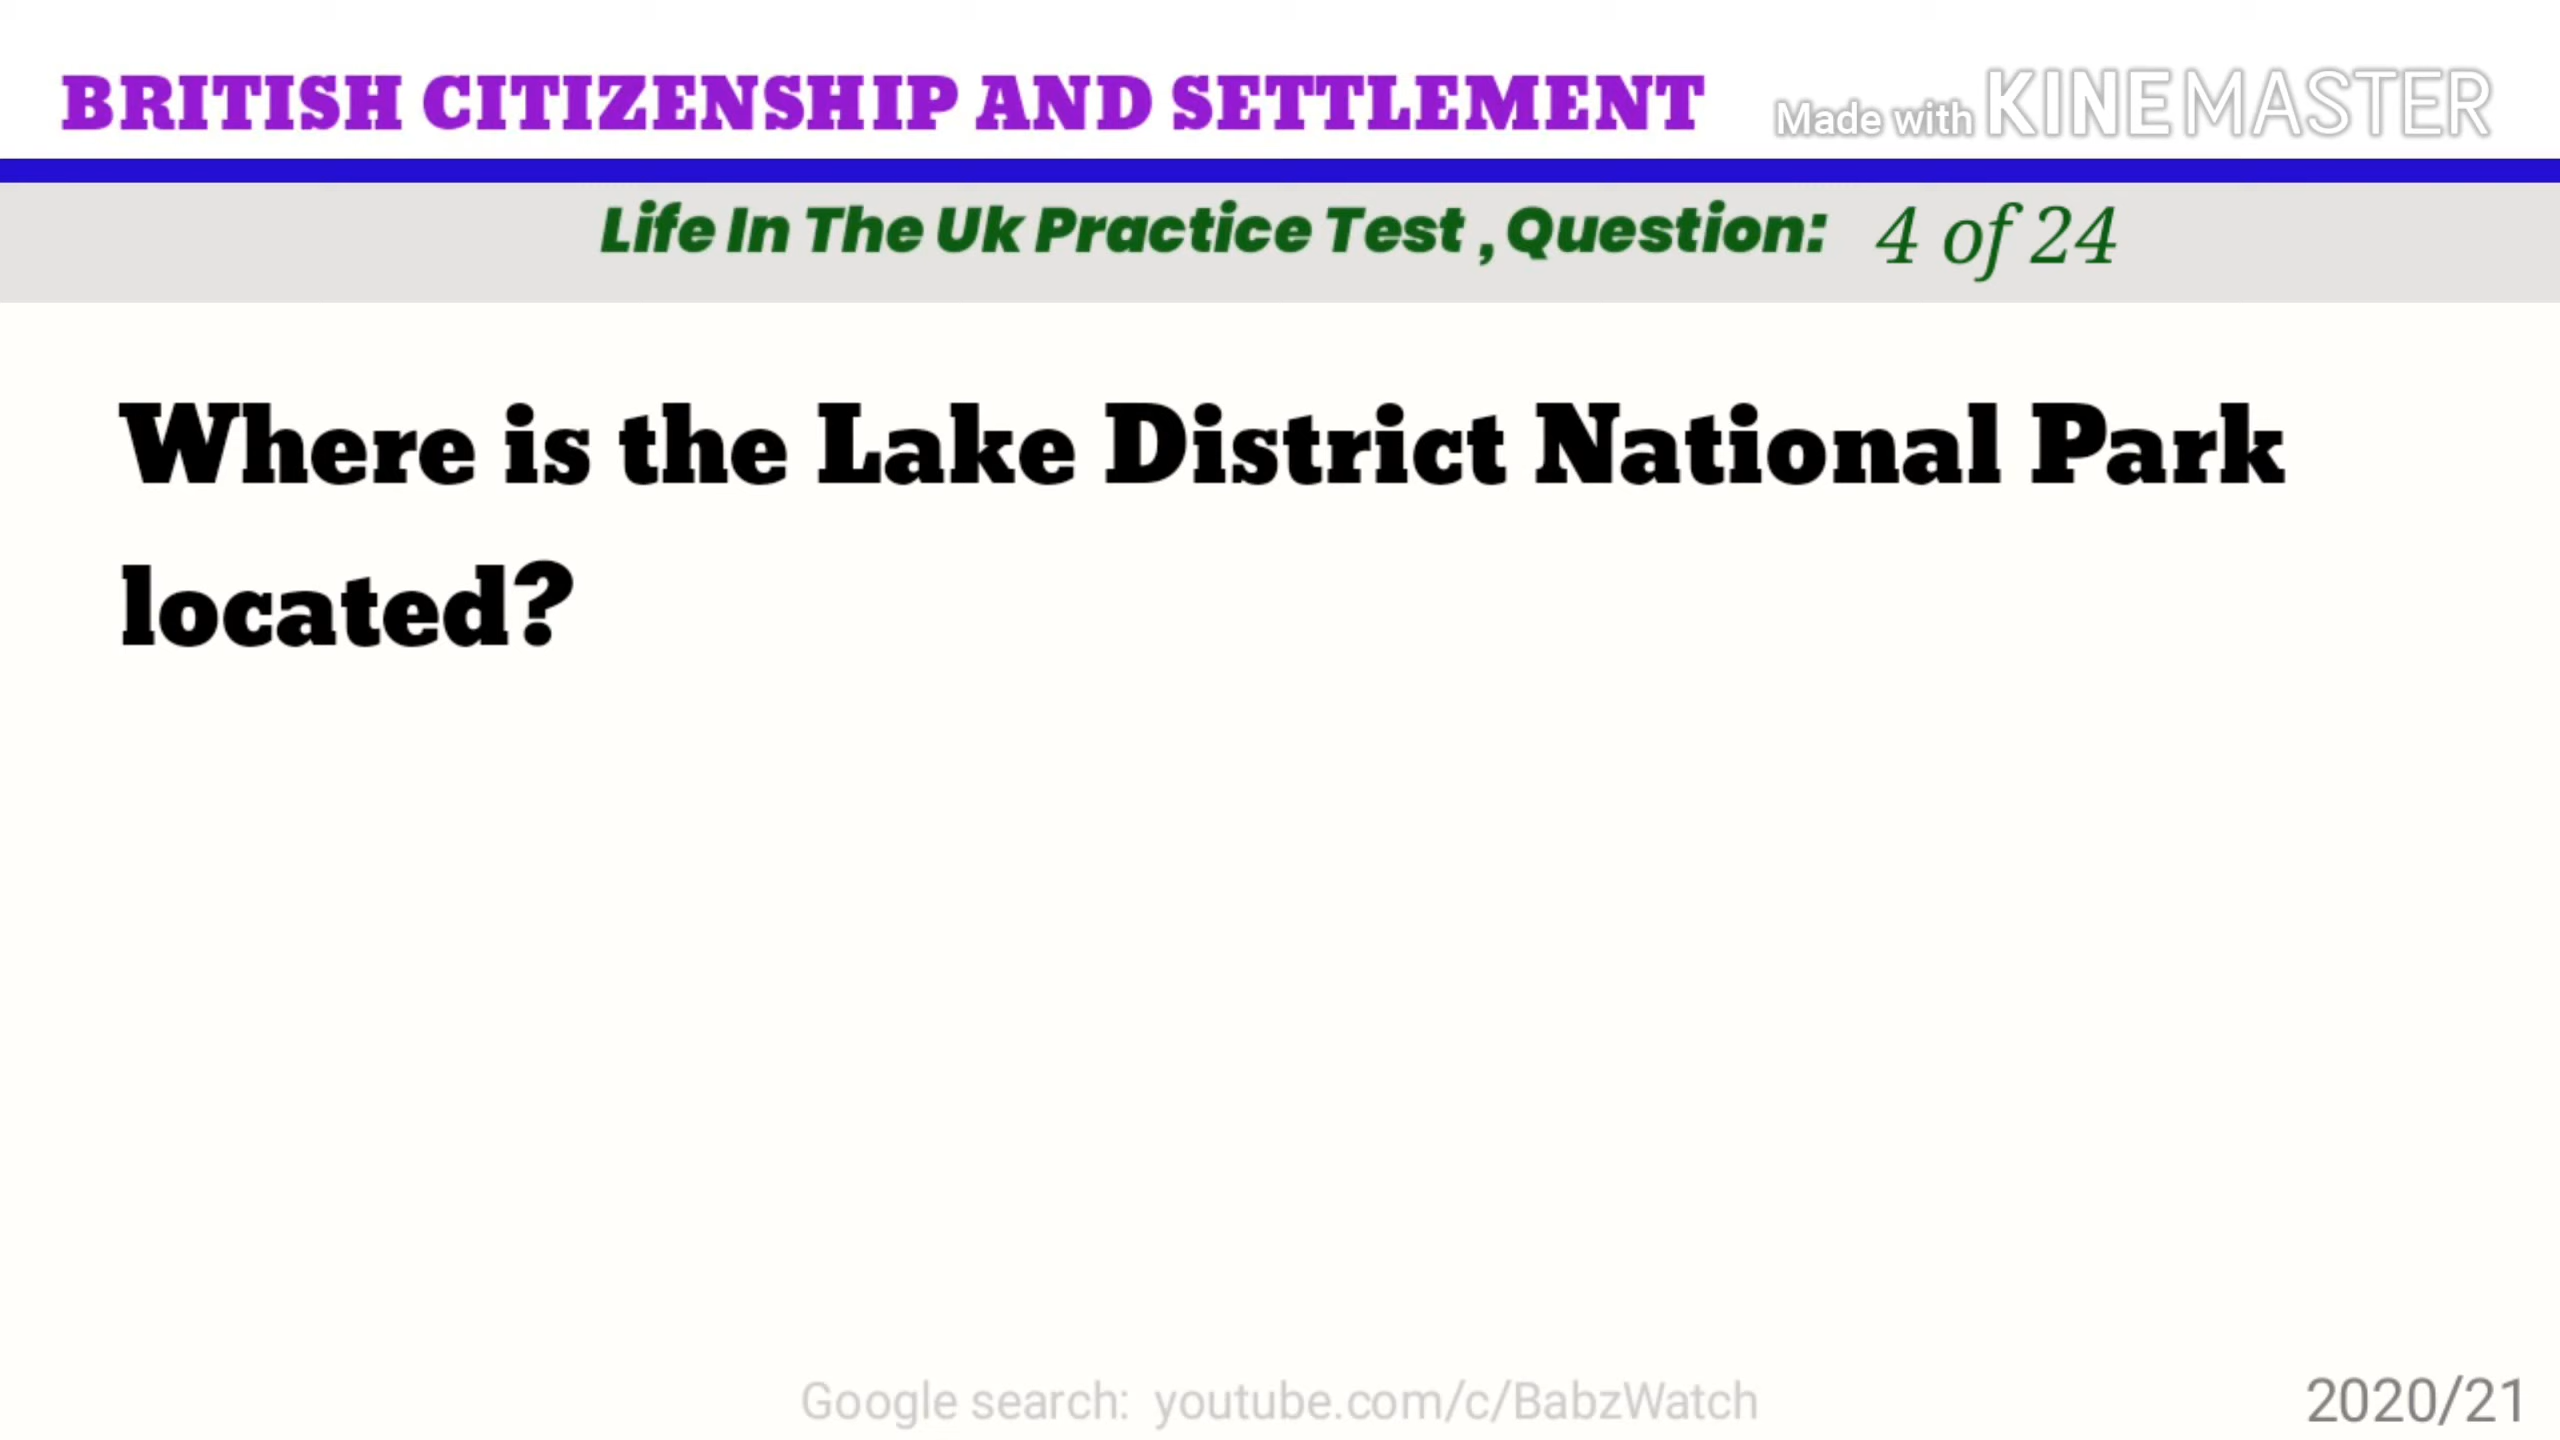 BRITISH CITIZENSHIP AND SETTLEMENT
Made with KINEMASTER
Life In The Uk Practice Test , Question: 4 of 24
Where is the Lake District National Park
located?
Google search: youtube.com/c/BabzWatch
2020/21